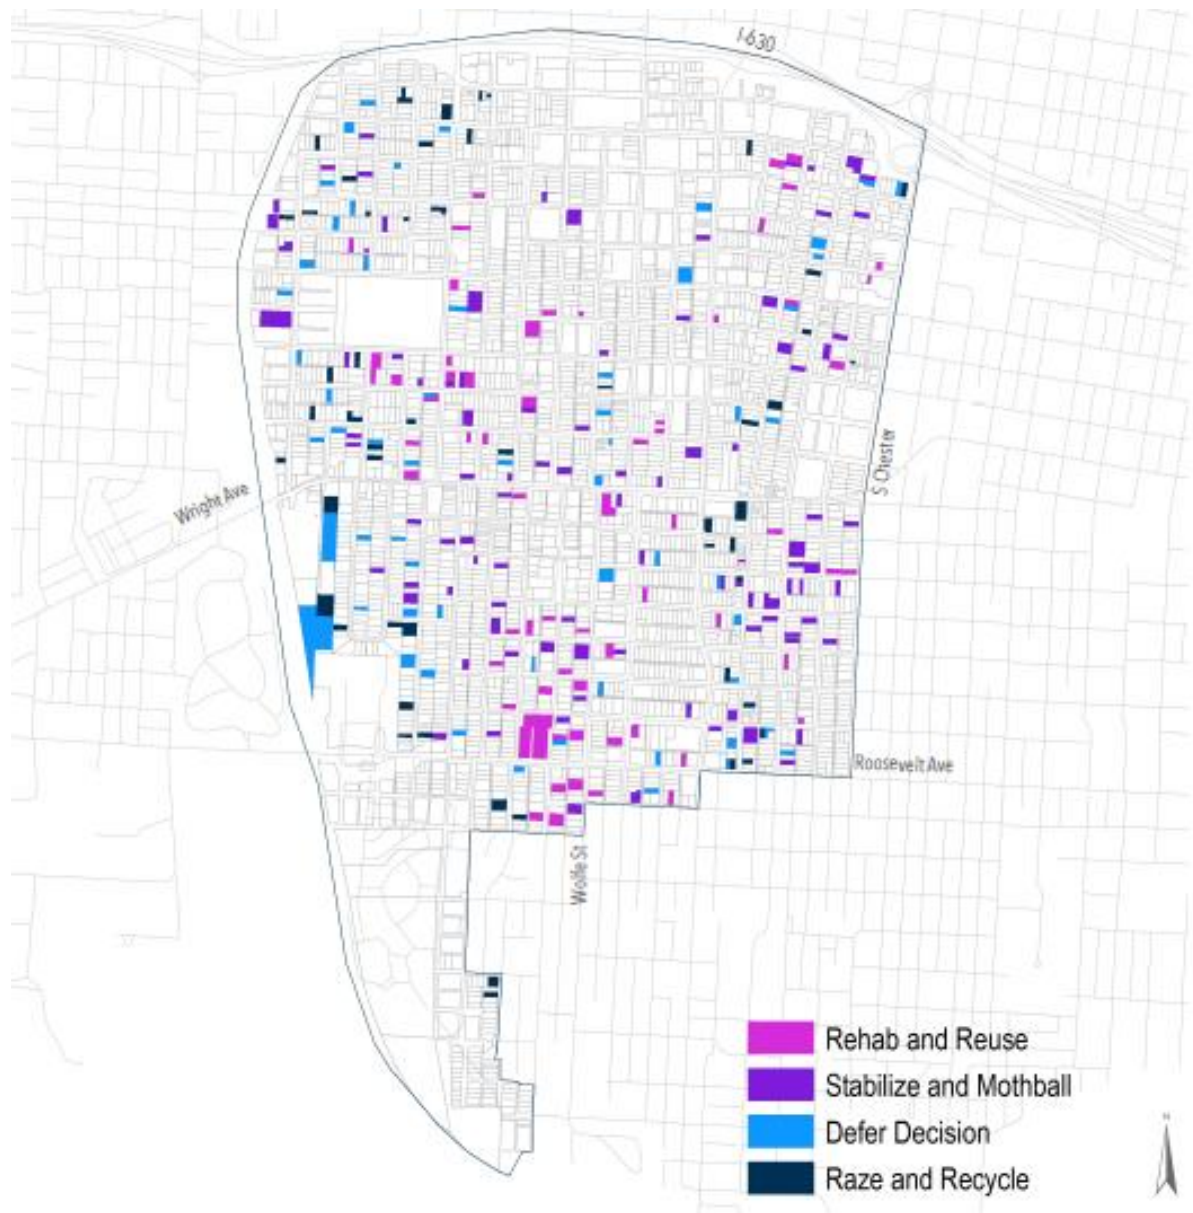 I-630
S Chester
Wright Ave
Roosevelt Ave
Wolfe St
Rehab and Reuse
Stabilize and Mothball
Defer Decision
Raze and Recycle
N